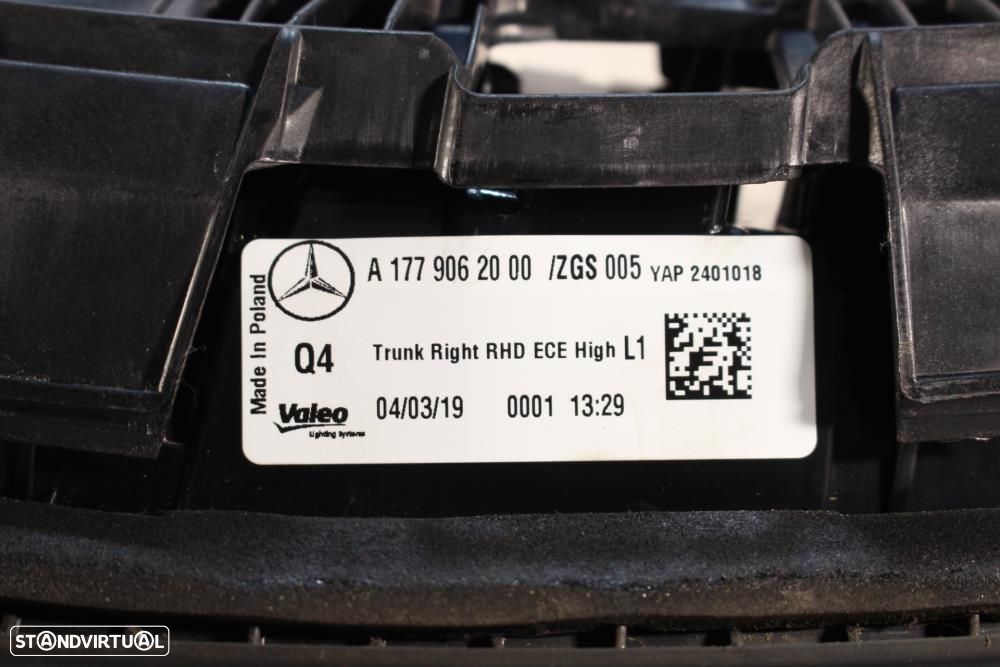 A 177 906 20 00 /ZGS 005 YAP 2401018
Made In Poland
Q4 Trunk Right RHD ECE High L1
Valeo 04/03/19 0001 13:29
Lighting Systems
STANDVIRTUAL